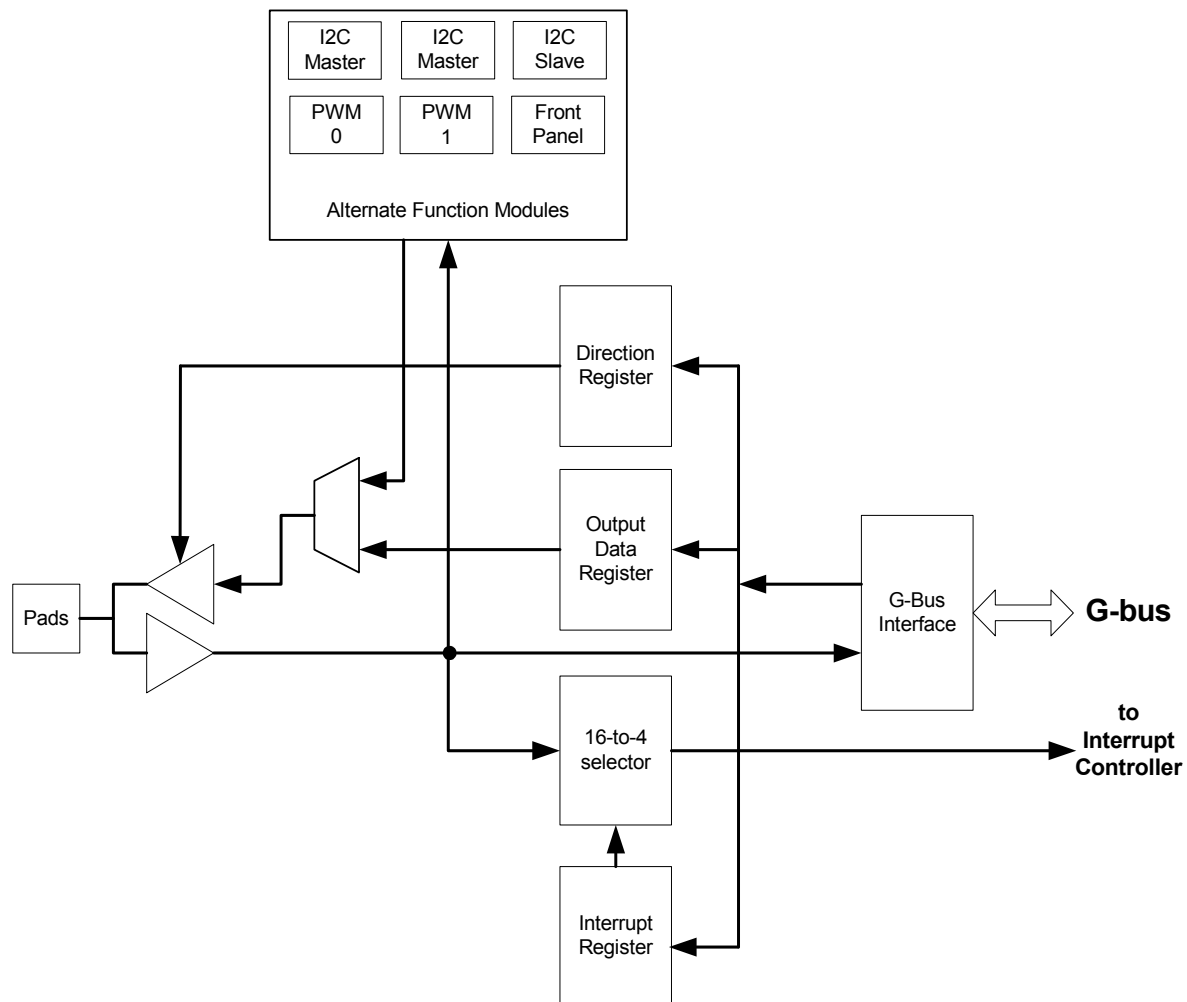 I2C
Master
I2C
Master
I2C
Slave
PWM
0
PWM
1
Front
Panel
Alternate Function Modules
Direction
Register
Output
Data
Register
G-Bus
Interface
G-bus
Pads
16-to-4
selector
to
Interrupt
Controller
Interrupt
Register